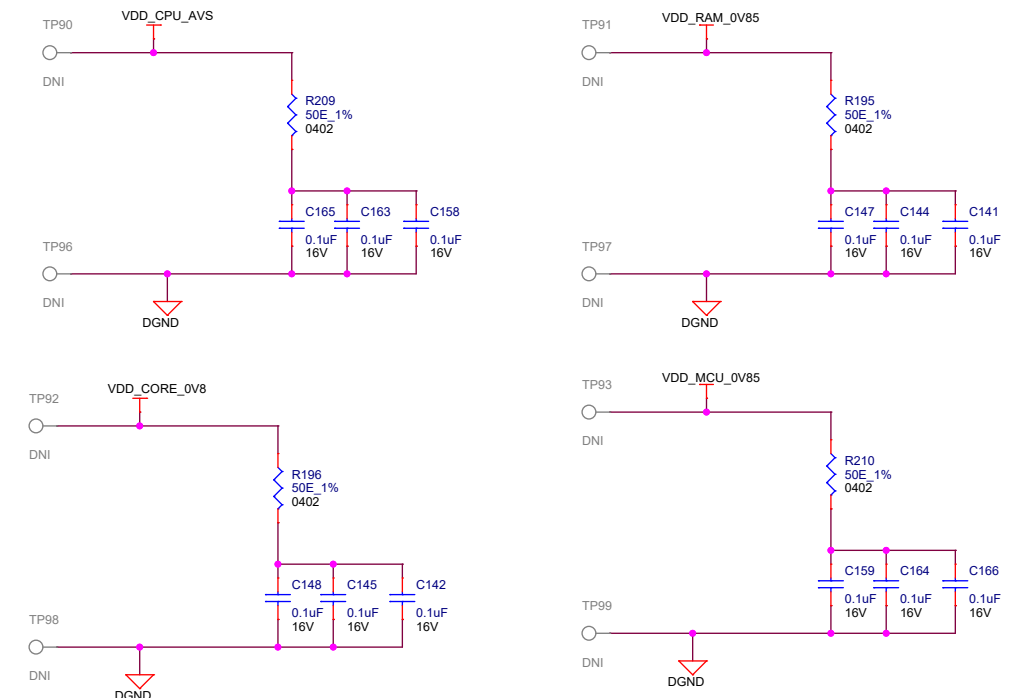 TP90
VDD_CPU_AVS
DNI
R209
50E_1%
0402
C165
0.1uF
16V
C163
0.1uF
16V
C158
0.1uF
16V
TP96
DNI
DGND
TP91
VDD_RAM_0V85
DNI
R195
50E_1%
0402
C147
0.1uF
16V
C144
0.1uF
16V
C141
0.1uF
16V
TP97
DNI
DGND
TP92
VDD_CORE_0V8
DNI
R196
50E_1%
0402
C148
0.1uF
16V
C145
0.1uF
16V
C142
0.1uF
16V
TP98
DNI
DGND
TP93
VDD_MCU_0V85
DNI
R210
50E_1%
0402
C159
0.1uF
16V
C164
0.1uF
16V
C166
0.1uF
16V
TP99
DNI
DGND